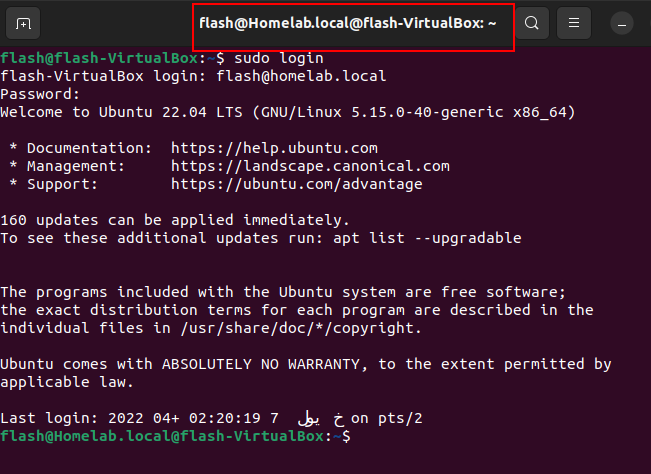 flash@Homelab.local@flash-VirtualBox: ~
flash@flash-VirtualBox:~$ sudo login
flash-VirtualBox login: flash@homelab.local
Password:
Welcome to Ubuntu 22.04 LTS (GNU/Linux 5.15.0-40-generic x86_64)
* Documentation:  https://help.ubuntu.com
* Management:     https://landscape.canonical.com
* Support:        https://ubuntu.com/advantage
160 updates can be applied immediately.
To see these additional updates run: apt list --upgradable
The programs included with the Ubuntu system are free software;
the exact distribution terms for each program are described in the
individual files in /usr/share/doc/*/copyright.
Ubuntu comes with ABSOLUTELY NO WARRANTY, to the extent permitted by
applicable law.
Last login: 2022 04+ 02:20:19 7 يول خ on pts/2
flash@Homelab.local@flash-VirtualBox:~$